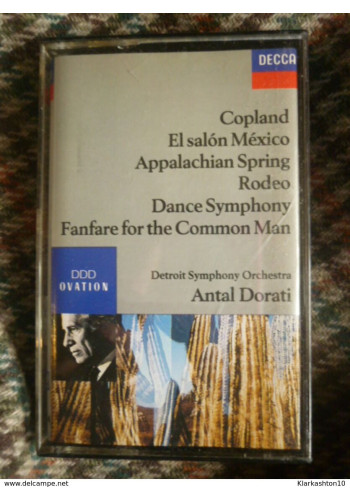 DECCA
Copland
El salón México
Appalachian Spring
Rodeo
Dance Symphony
Fanfare for the Common Man
DDD
OVATION
Detroit Symphony Orchestra
Antal Dorati
www.delcampe.net
Klarkashton10